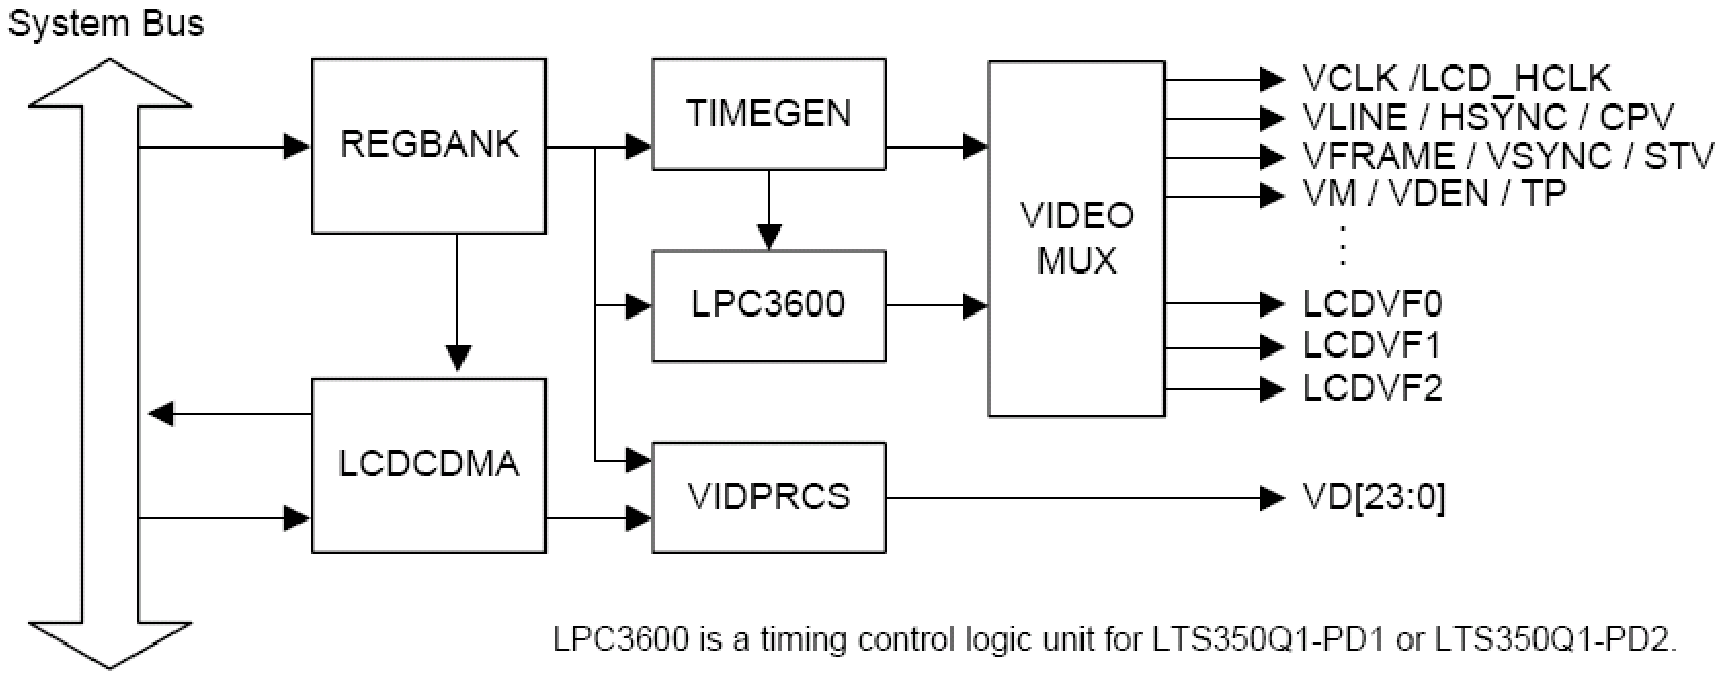 System Bus
REGBANK
TIMEGEN
LPC3600
LCDCDMA
VIDPRCS
VIDEO
MUX
VCLK /LCD_HCLK
VLINE / HSYNC / CPV
VFRAME / VSYNC / STV
VM / VDEN / TP
LCDVF0
LCDVF1
LCDVF2
VD[23:0]
LPC3600 is a timing control logic unit for LTS350Q1-PD1 or LTS350Q1-PD2.